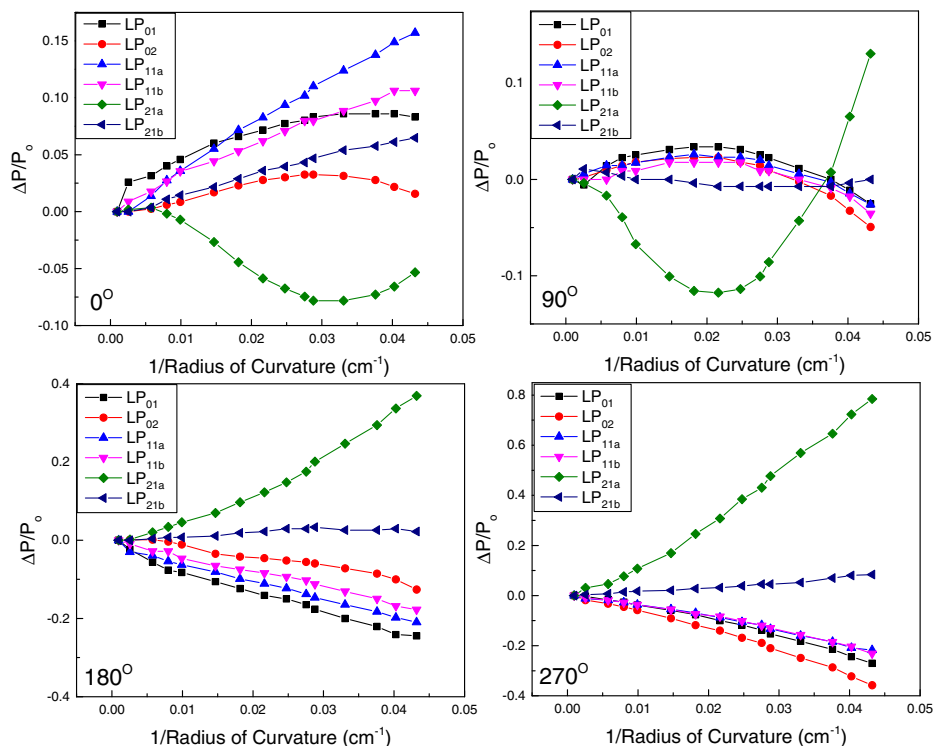 LP01
LP02
LP11a
LP11b
LP21a
LP21b
0.15
0.10
0.05
0.00
-0.05
-0.10
ΔP/Po
0O
0.00 0.01 0.02 0.03 0.04 0.05
1/Radius of Curvature (cm-1)
LP01
LP02
LP11a
LP11b
LP21a
LP21b
0.1
0.0
-0.1
ΔP/Po
90O
0.00 0.01 0.02 0.03 0.04 0.05
1/Radius of Curvature (cm-1)
LP01
LP02
LP11a
LP11b
LP21a
LP21b
0.4
0.2
0.0
-0.2
-0.4
ΔP/Po
180O
0.00 0.01 0.02 0.03 0.04 0.05
1/Radius of Curvature (cm-1)
LP01
LP02
LP11a
LP11b
LP21a
LP21b
0.8
0.6
0.4
0.2
0.0
-0.2
-0.4
ΔP/Po
270O
0.00 0.01 0.02 0.03 0.04 0.05
1/Radius of Curvature (cm-1)